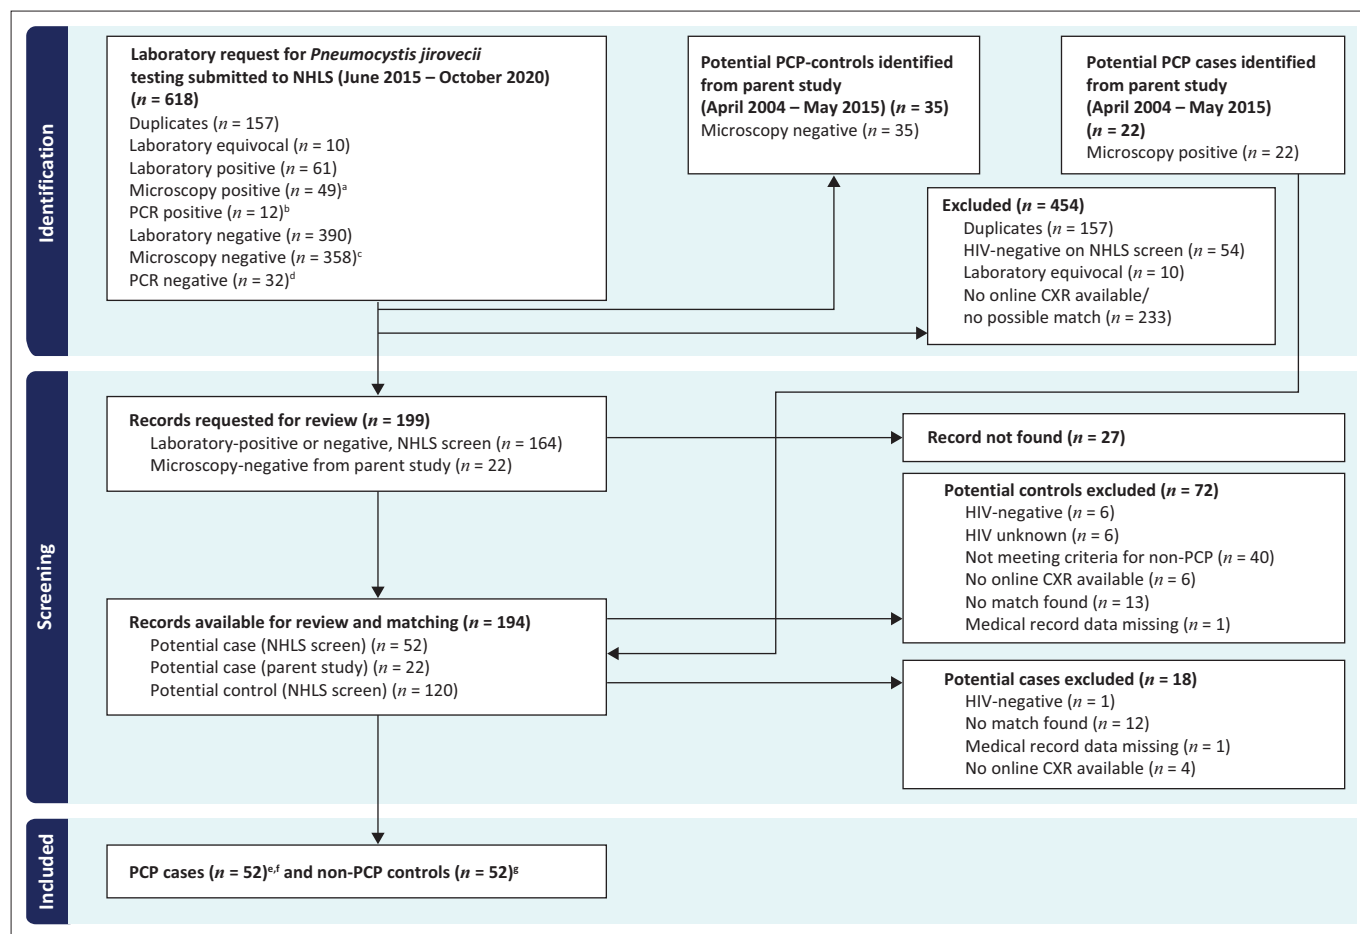 Identification
Laboratory request for Pneumocystis jirovecii
testing submitted to NHLS (June 2015 – October 2020)
(n = 618)
Duplicates (n = 157)
Laboratory equivocal (n = 10)
Laboratory positive (n = 61)
Microscopy positive (n = 49)a
PCR positive (n = 12)b
Laboratory negative (n = 390)
Microscopy negative (n = 358)c
PCR negative (n = 32)d
Potential PCP-controls identified
from parent study
(April 2004 – May 2015) (n = 35)
Microscopy negative (n = 35)
Potential PCP cases identified
from parent study
(April 2004 – May 2015)
(n = 22)
Microscopy positive (n = 22)
Excluded (n = 454)
Duplicates (n = 157)
HIV-negative on NHLS screen (n = 54)
Laboratory equivocal (n = 10)
No online CXR available/
no possible match (n = 233)
Screening
Records requested for review (n = 199)
Laboratory-positive or negative, NHLS screen (n = 164)
Microscopy-negative from parent study (n = 22)
Record not found (n = 27)
Potential controls excluded (n = 72)
HIV-negative (n = 6)
HIV unknown (n = 6)
Not meeting criteria for non-PCP (n = 40)
No online CXR available (n = 6)
No match found (n = 13)
Medical record data missing (n = 1)
Records available for review and matching (n = 194)
Potential case (NHLS screen) (n = 52)
Potential case (parent study) (n = 22)
Potential control (NHLS screen) (n = 120)
Potential cases excluded (n = 18)
HIV-negative (n = 1)
No match found (n = 12)
Medical record data missing (n = 1)
No online CXR available (n = 4)
Included
PCP cases (n = 52)e,f and non-PCP controls (n = 52)g